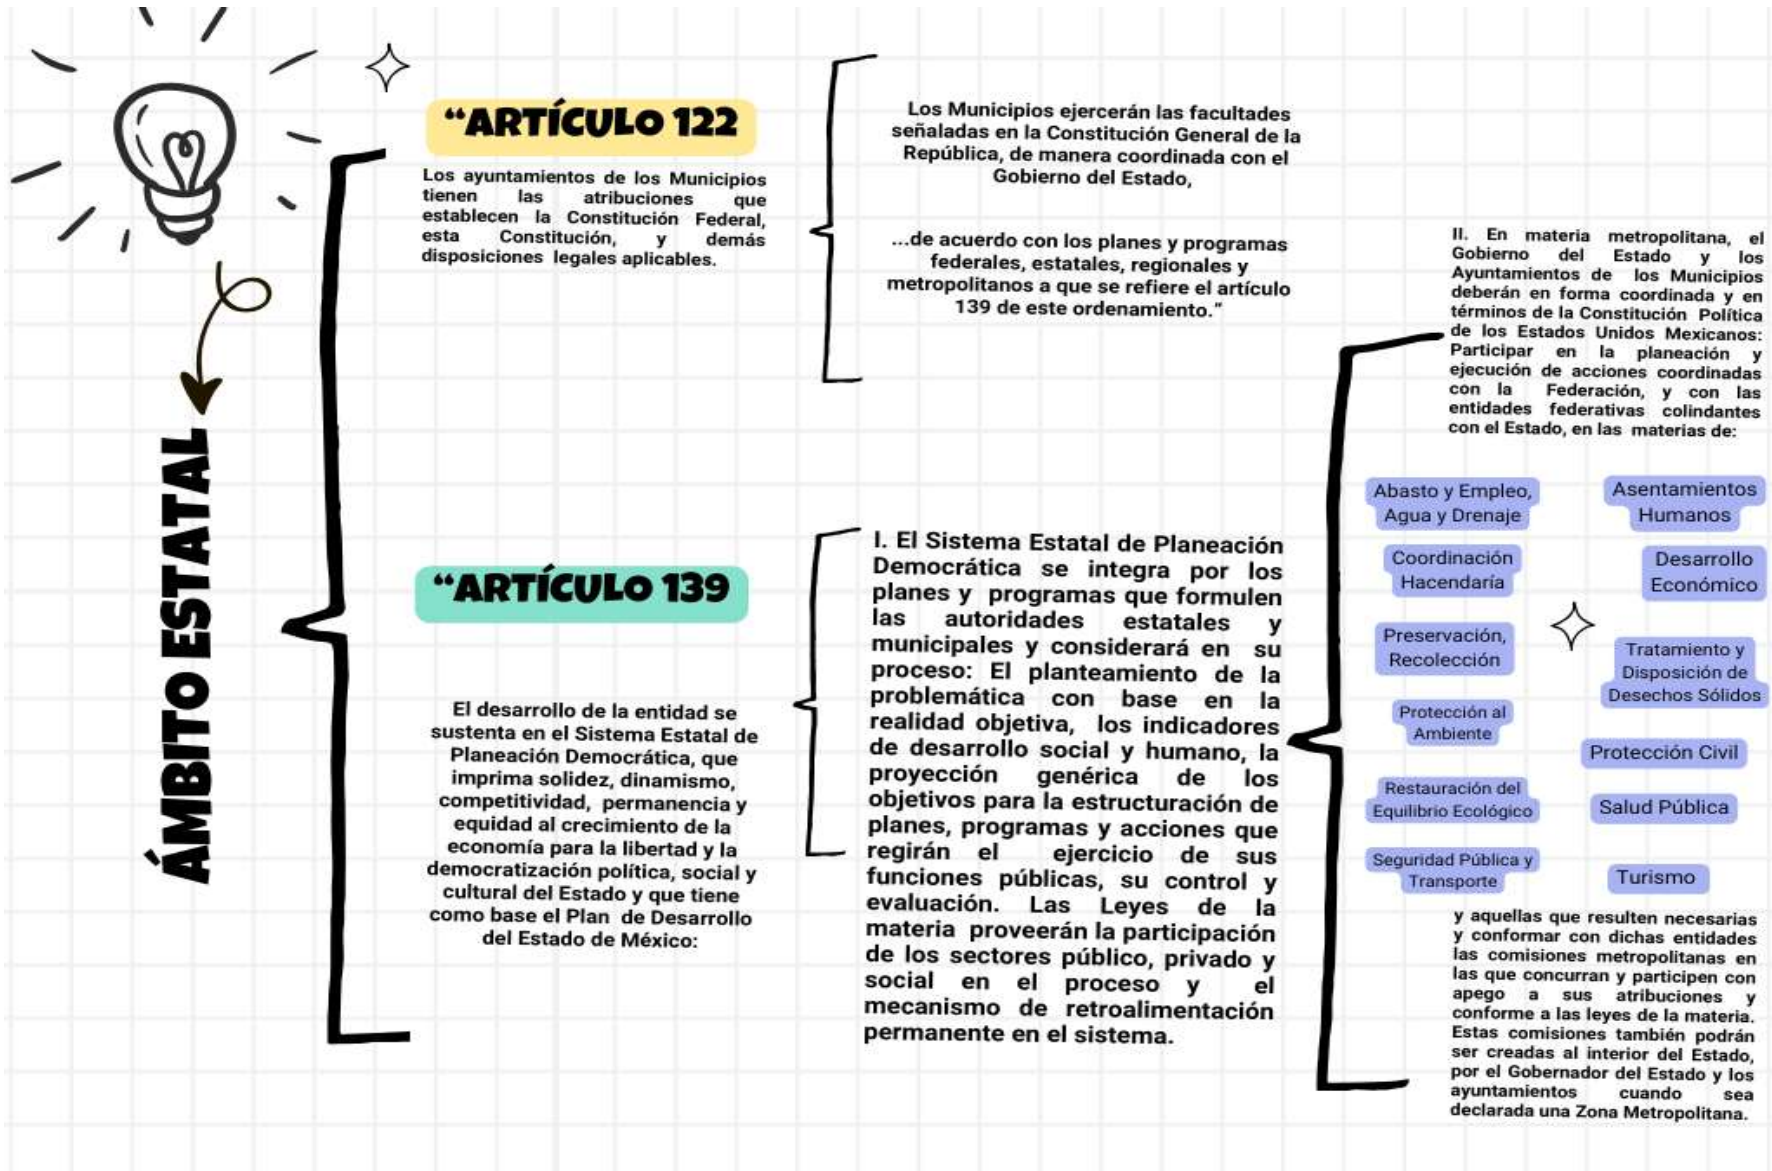 ÁMBITO ESTATAL
“ARTÍCULO 122
Los ayuntamientos de los Municipios
tienen las atribuciones que
establecen la Constitución Federal,
esta Constitución, y demás
disposiciones legales aplicables.
Los Municipios ejercerán las facultades
señaladas en la Constitución General de la
República, de manera coordinada con el
Gobierno del Estado,
...de acuerdo con los planes y programas
federales, estatales, regionales y
metropolitanos a que se refiere el artículo
139 de este ordenamiento.”
“ARTÍCULO 139
El desarrollo de la entidad se
sustenta en el Sistema Estatal de
Planeación Democrática, que
imprima solidez, dinamismo,
competitividad, permanencia y
equidad al crecimiento de la
economía para la libertad y la
democratización política, social y
cultural del Estado y que tiene
como base el Plan de Desarrollo
del Estado de México:
I. El Sistema Estatal de Planeación
Democrática se integra por los
planes y programas que formulen
las autoridades estatales y
municipales y considerará en su
proceso: El planteamiento de la
problemática con base en la
realidad objetiva, los indicadores
de desarrollo social y humano, la
proyección genérica de los
objetivos para la estructuración de
planes, programas y acciones que
regirán el ejercicio de sus
funciones públicas, su control y
evaluación. Las Leyes de la
materia proveerán la participación
de los sectores público, privado y
social en el proceso y el
mecanismo de retroalimentación
permanente en el sistema.
II. En materia metropolitana, el
Gobierno del Estado y los
Ayuntamientos de los Municipios
deberán en forma coordinada y en
términos de la Constitución Política
de los Estados Unidos Mexicanos:
Participar en la planeación y
ejecución de acciones coordinadas
con la Federación, y con las
entidades federativas colindantes
con el Estado, en las materias de:
Abasto y Empleo,
Agua y Drenaje
Asentamientos
Humanos
Coordinación
Hacendaría
Desarrollo
Económico
Preservación,
Recolección
Tratamiento y
Disposición de
Desechos Sólidos
Protección al
Ambiente
Protección Civil
Restauración del
Equilibrio Ecológico
Salud Pública
Seguridad Pública y
Transporte
Turismo
y aquellas que resulten necesarias
y conformar con dichas entidades
las comisiones metropolitanas en
las que concurran y participen con
apego a sus atribuciones y
conforme a las leyes de la materia.
Estas comisiones también podrán
ser creadas al interior del Estado,
por el Gobernador del Estado y los
ayuntamientos cuando sea
declarada una Zona Metropolitana.